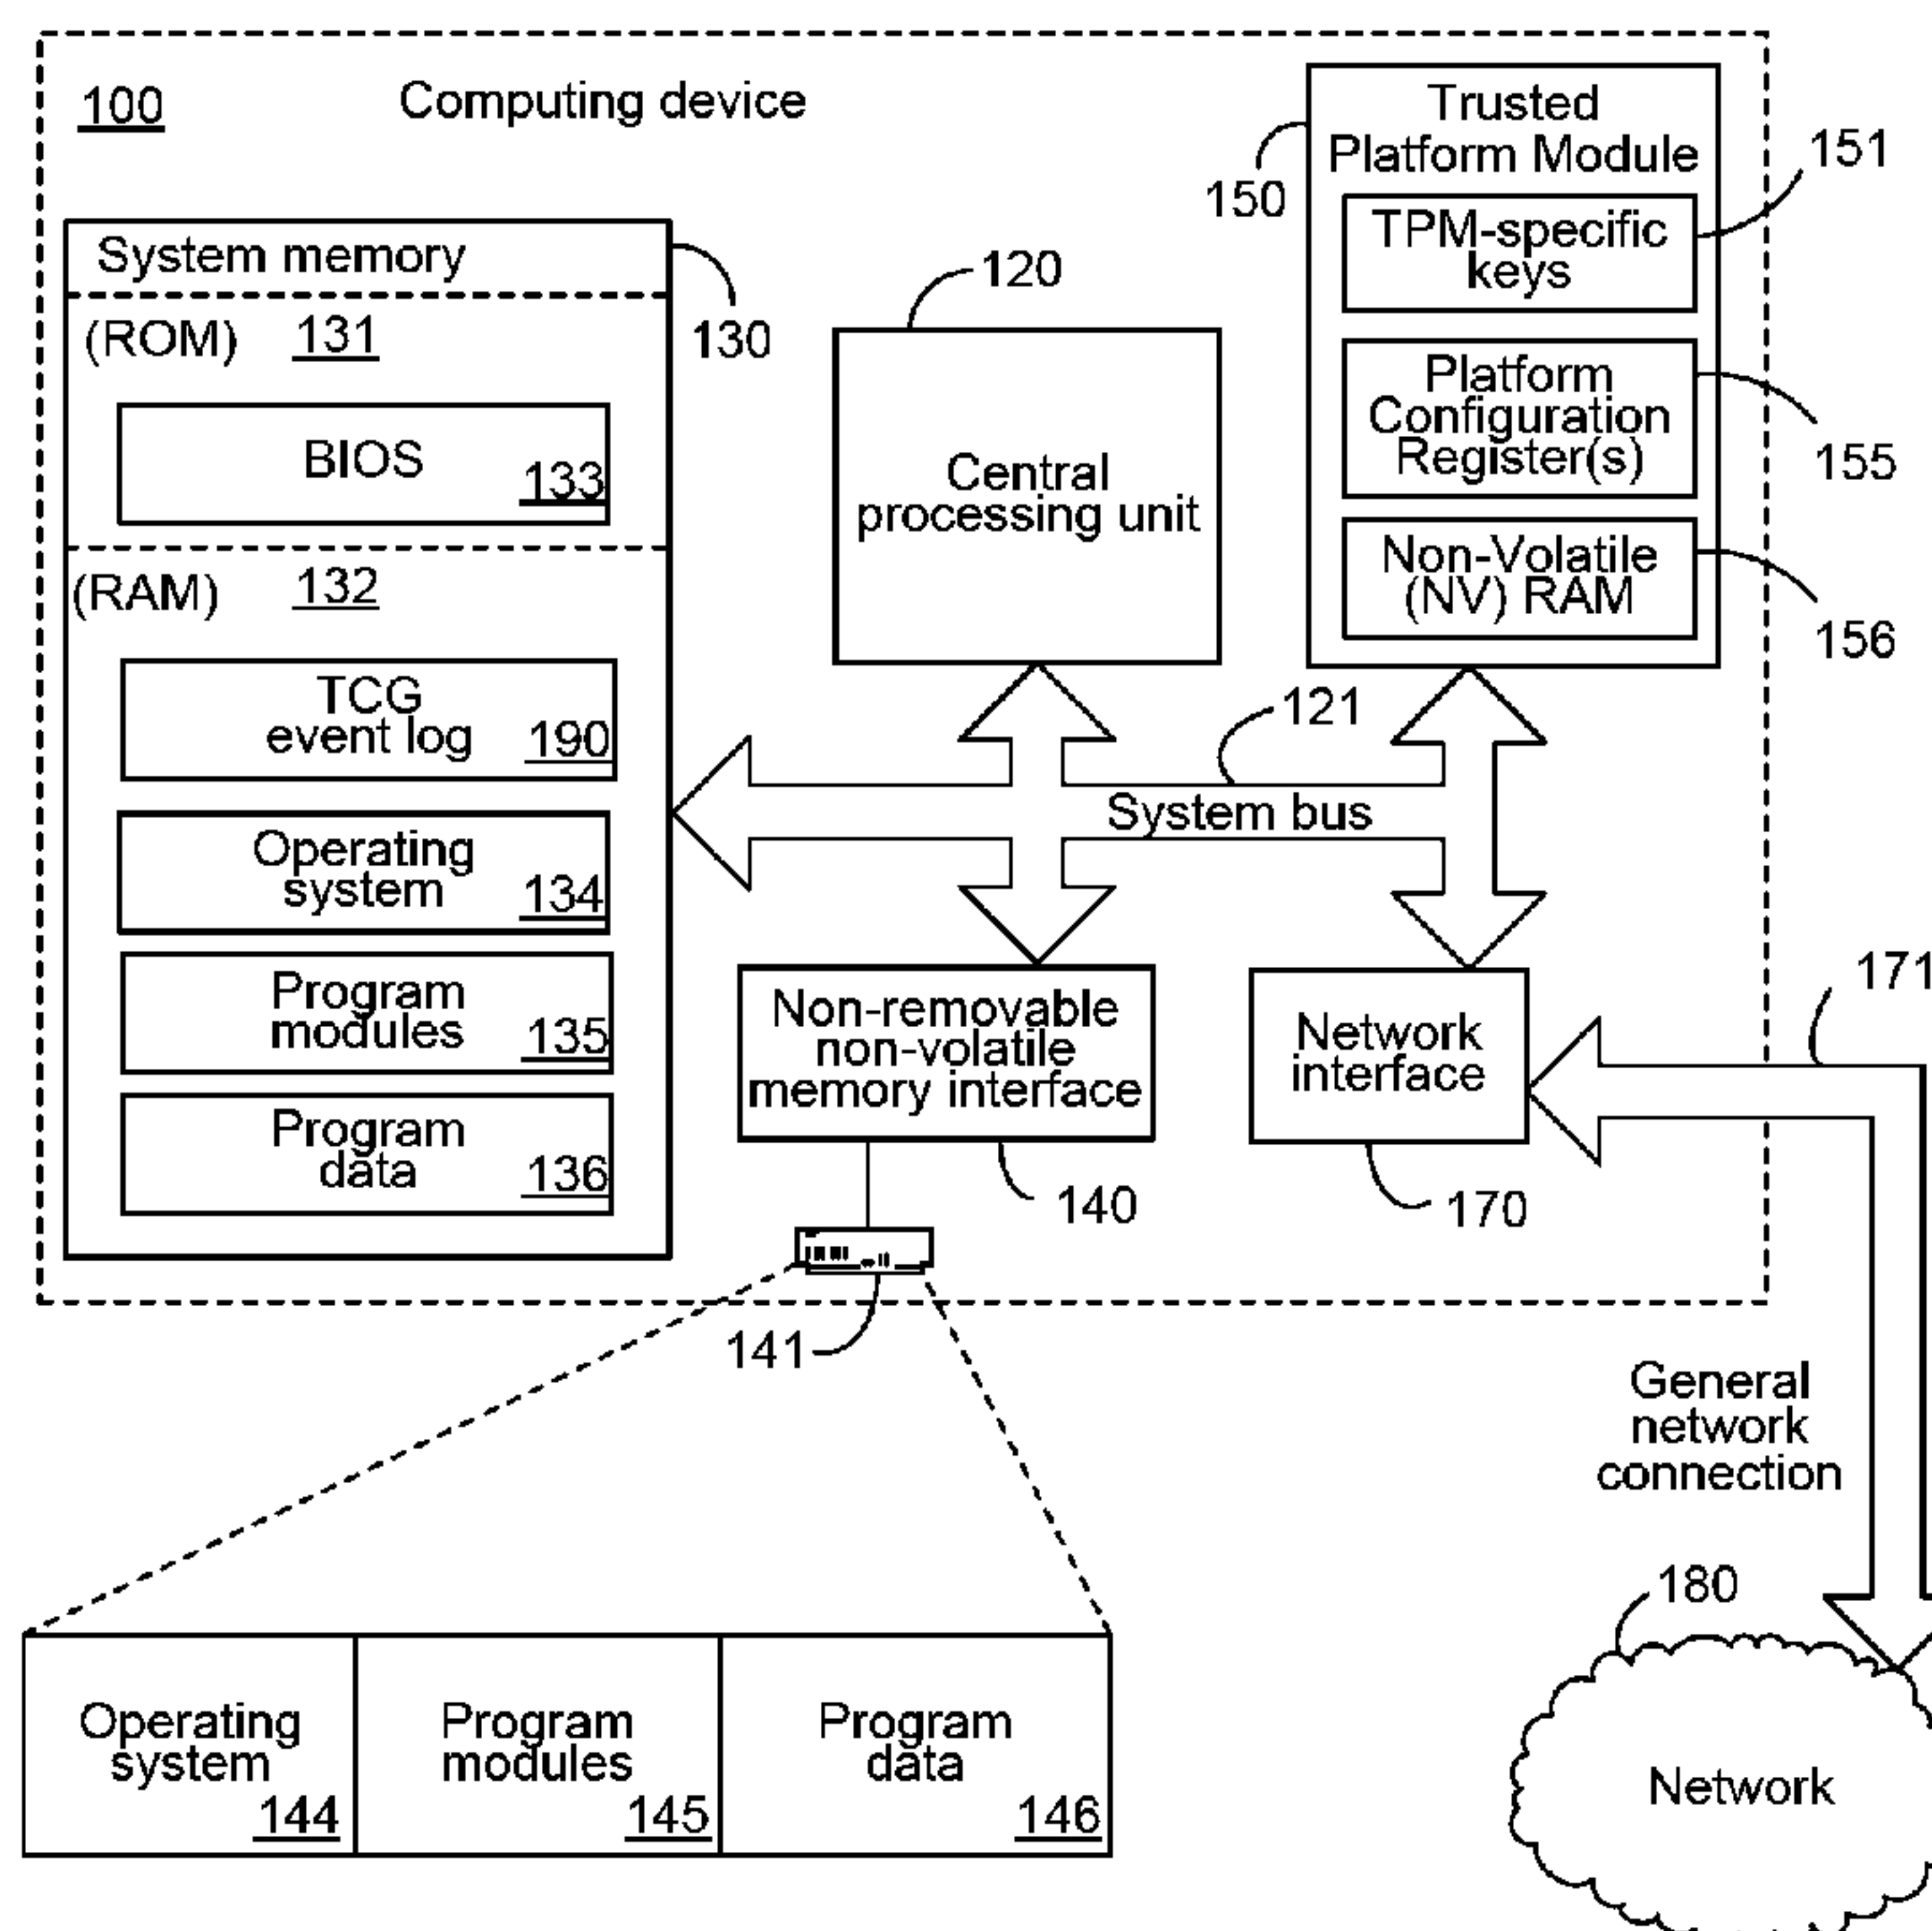 100
Computing device
Trusted
Platform Module
150
151
TPM-specific
keys
Platform
Configuration
Register(s)
155
Non-Volatile
(NV) RAM
156
System memory
130
(ROM) 131
BIOS
133
(RAM) 132
TCG
event log 190
Operating
system 134
Program
modules 135
Program
data 136
120
Central
processing unit
121
System bus
Non-removable
non-volatile
memory interface
140
141
Network
interface
170
171
General
network
connection
180
Network
Operating
system
144
Program
modules
145
Program
data
146